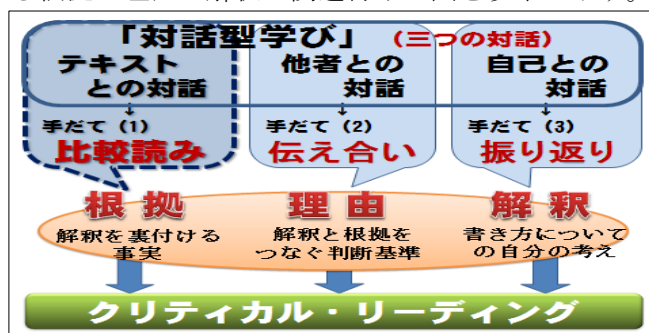 「対話型学び」(三つの対話)
テキスト
との対話
↓
手だて(1)
比較読み
他者との
対話
↓
手だて(2)
伝え合い
自己との
対話
↓
手だて(3)
振り返り
根拠
解釈を裏付ける
事実
理由
解釈と根拠を
つなぐ判断基準
解釈
書き方について
の自分の考え
クリティカル・リーディング